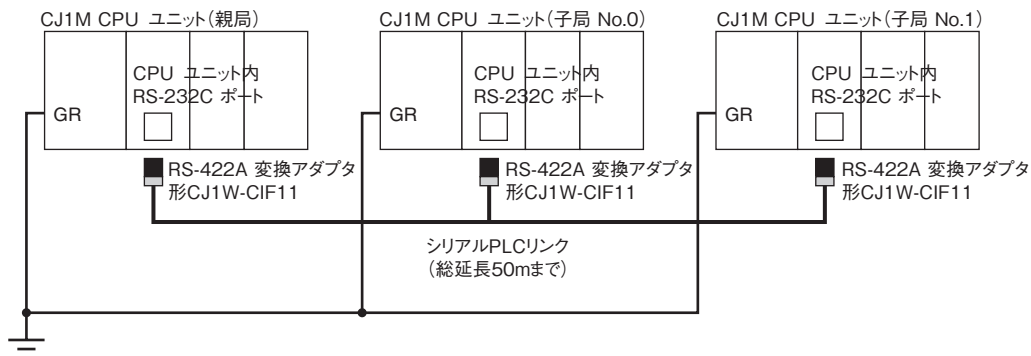 CJ1M CPU ユニット(親局)
CJ1M CPU ユニット(子局 No.0)
CJ1M CPU ユニット(子局 No.1)
CPU ユニット内
RS-232C ポート
GR
CPU ユニット内
RS-232C ポート
GR
CPU ユニット内
RS-232C ポート
GR
RS-422A 変換アダプタ
形CJ1W-CIF11
RS-422A 変換アダプタ
形CJ1W-CIF11
RS-422A 変換アダプタ
形CJ1W-CIF11
シリアルPLCリンク
(総延長50mまで)